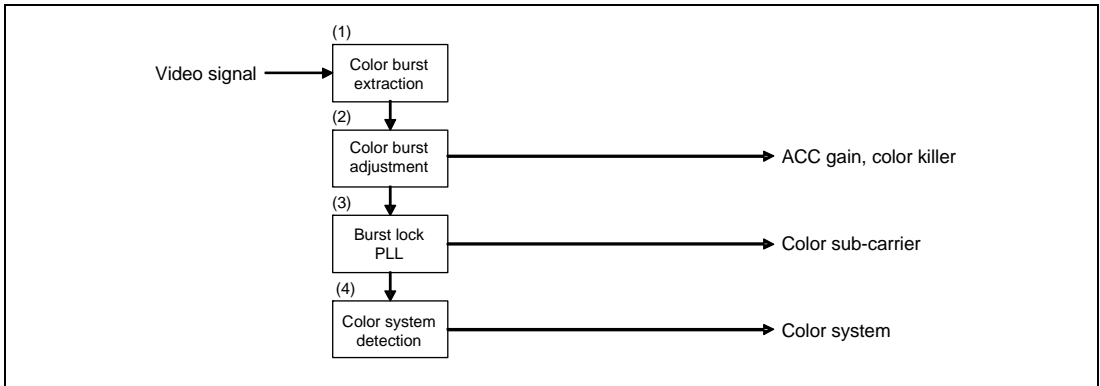 (1)
Video signal
Color burst
extraction
(2)
Color burst
adjustment
ACC gain, color killer
(3)
Burst lock
PLL
Color sub-carrier
(4)
Color system
detection
Color system